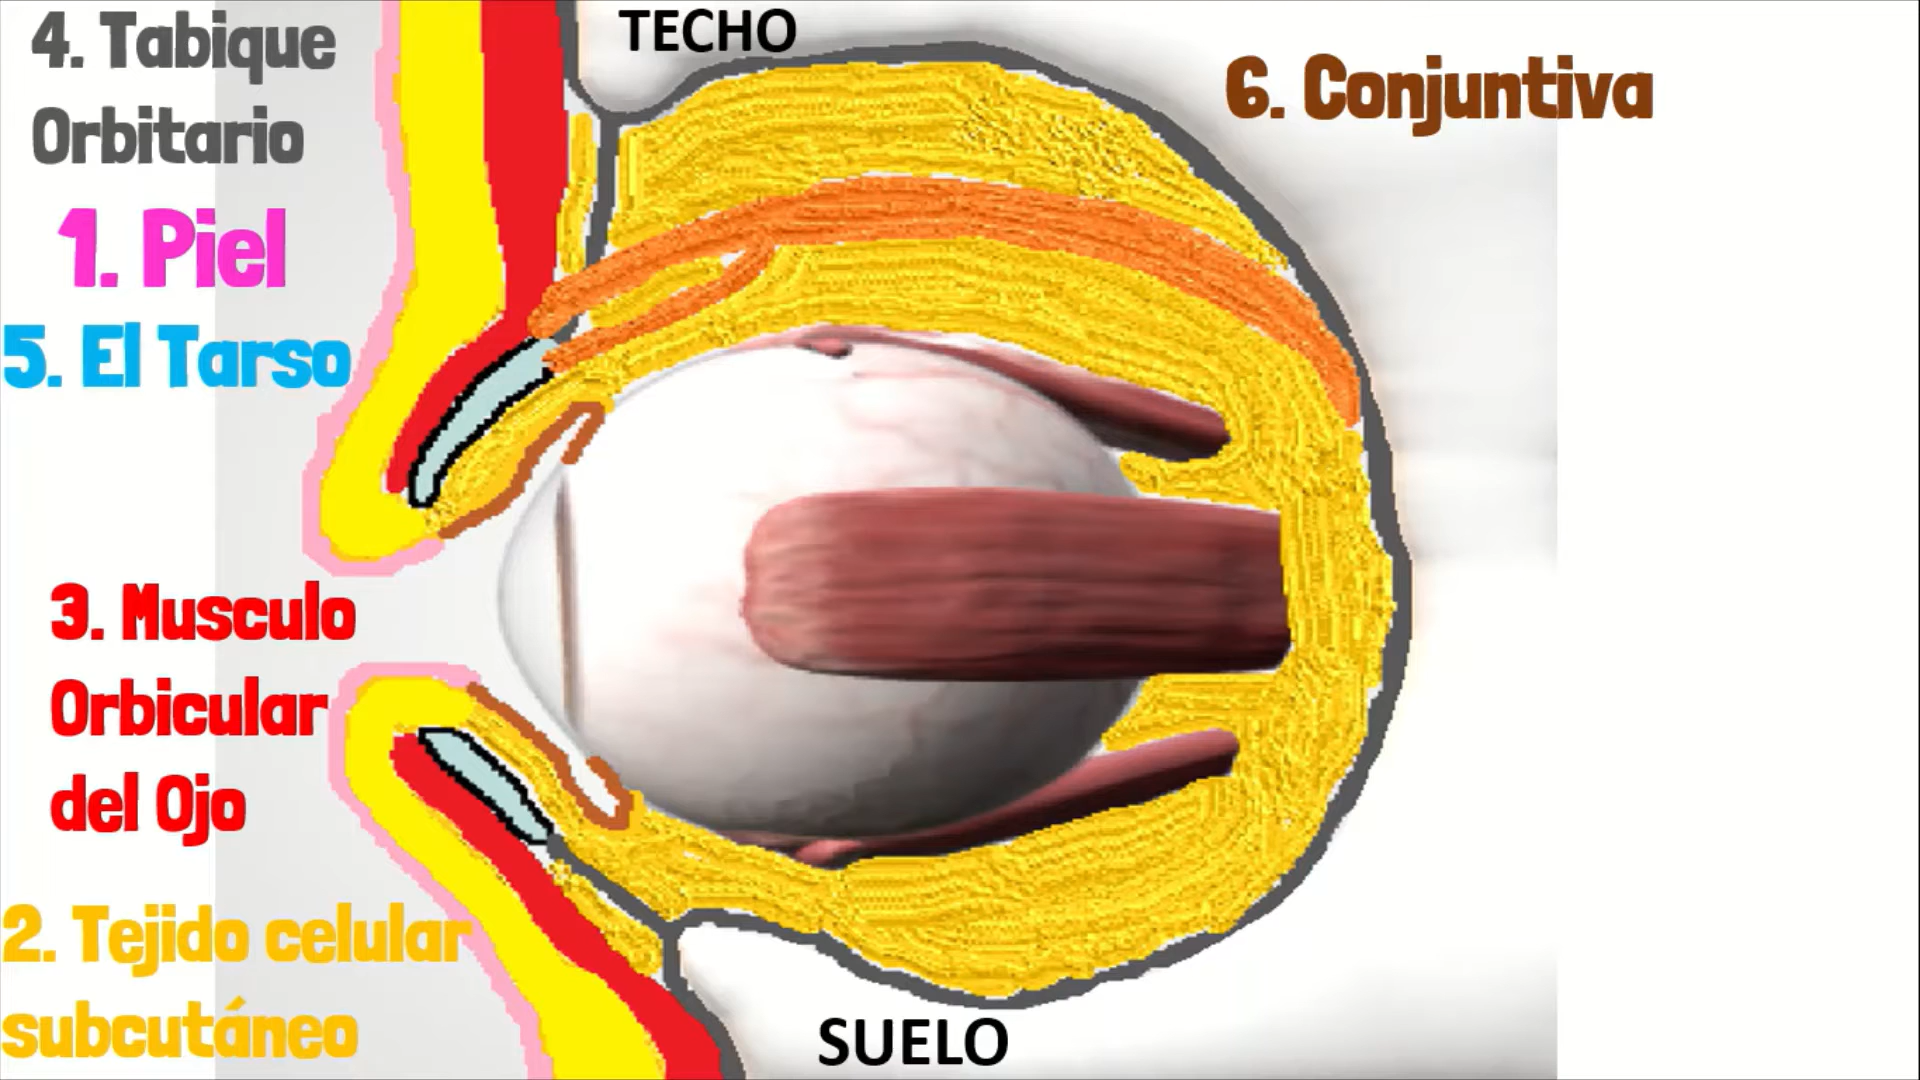 4. Tabique
Orbitario
1. Piel
5. El Tarso
3. Musculo
Orbicular
del Ojo
2. Tejido celular
subcutáneo
TECHO
6. Conjuntiva
SUELO